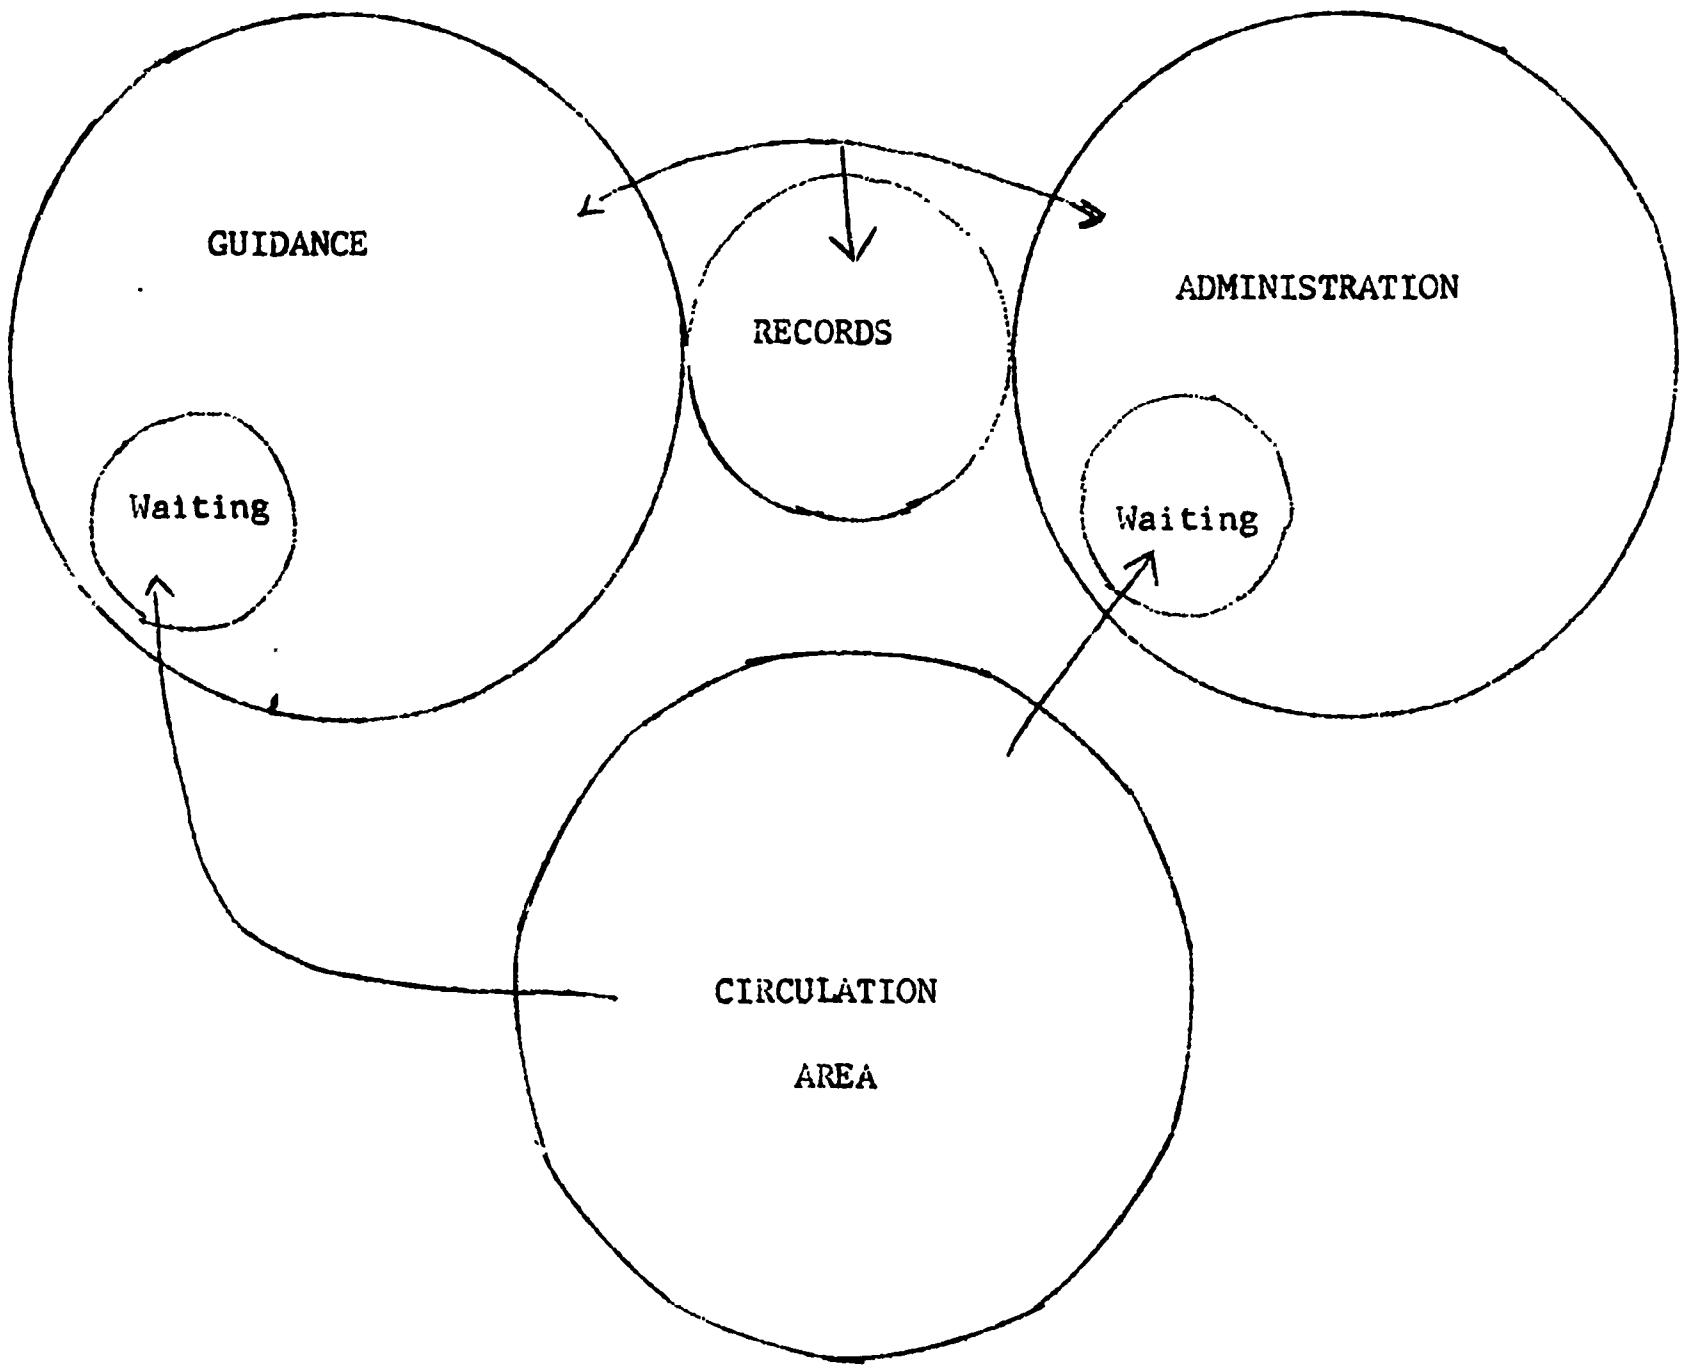 GUIDANCE
ADMINISTRATION
RECORDS
Waiting
Waiting
CIRCULATION
AREA